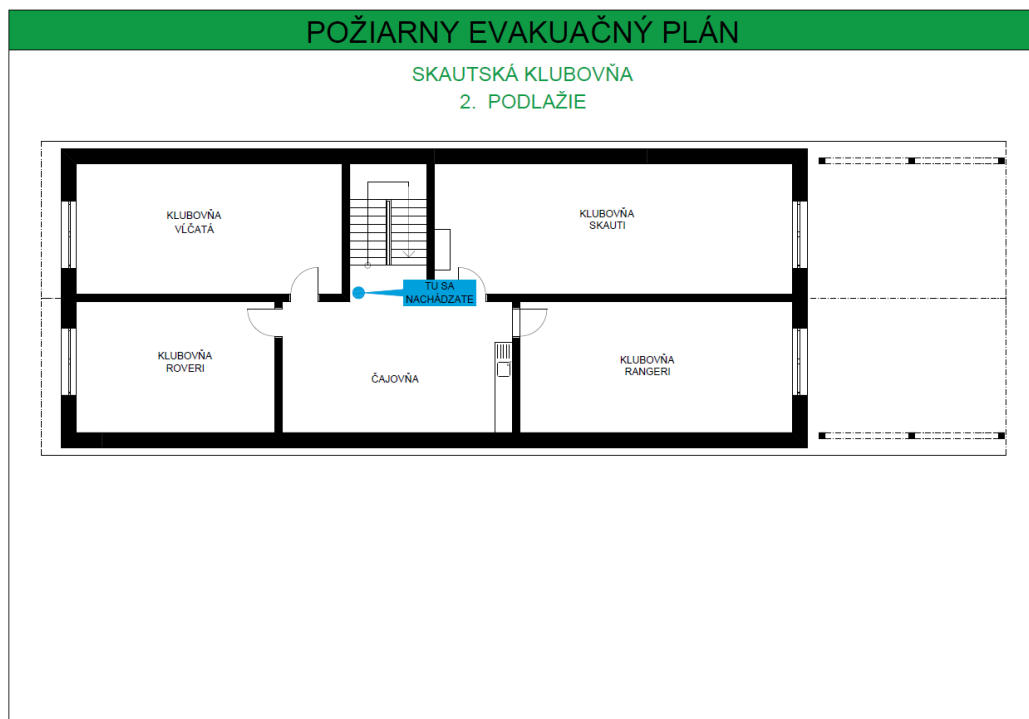 POŽIARNY EVAKUAČNÝ PLÁN
SKAUTSKÁ KLUBOVŇA
2. PODLAŽIE
KLUBOVŇA
VĹČATÁ
KLUBOVŇA
SKAUTI
TU SA
NACHÁDZATE
KLUBOVŇA
ROVERI
ČAJOVŇA
KLUBOVŇA
RANGERI